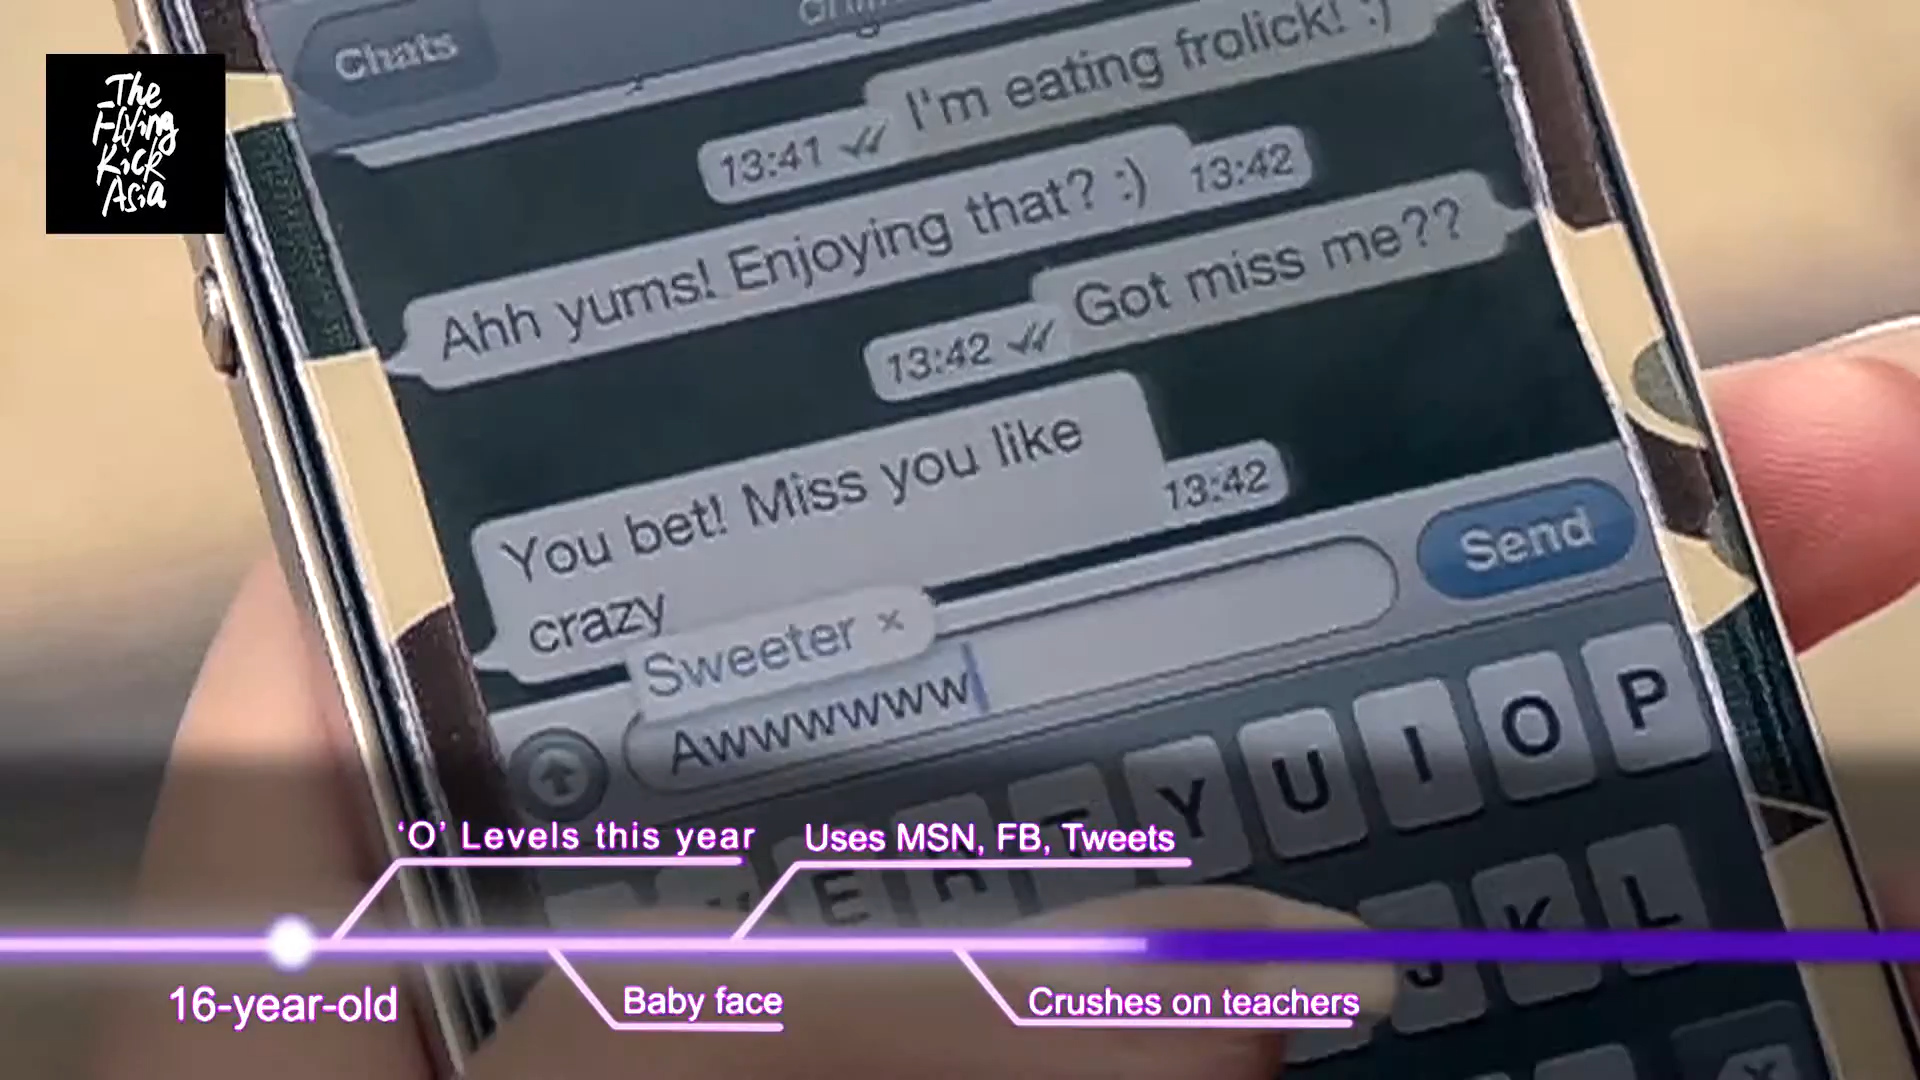 The
Flying
Kick
Asia
Chats
I'm eating frolick! :)
13:41
Ahh yums! Enjoying that? :)
13:42
Got miss me??
13:42
You bet! Miss you like
crazy
13:42
Sweeter ×
Awwwwww
Send
E R T Y U I O P
J K L
'O' Levels this year
Uses MSN, FB, Tweets
16-year-old
Baby face
Crushes on teachers